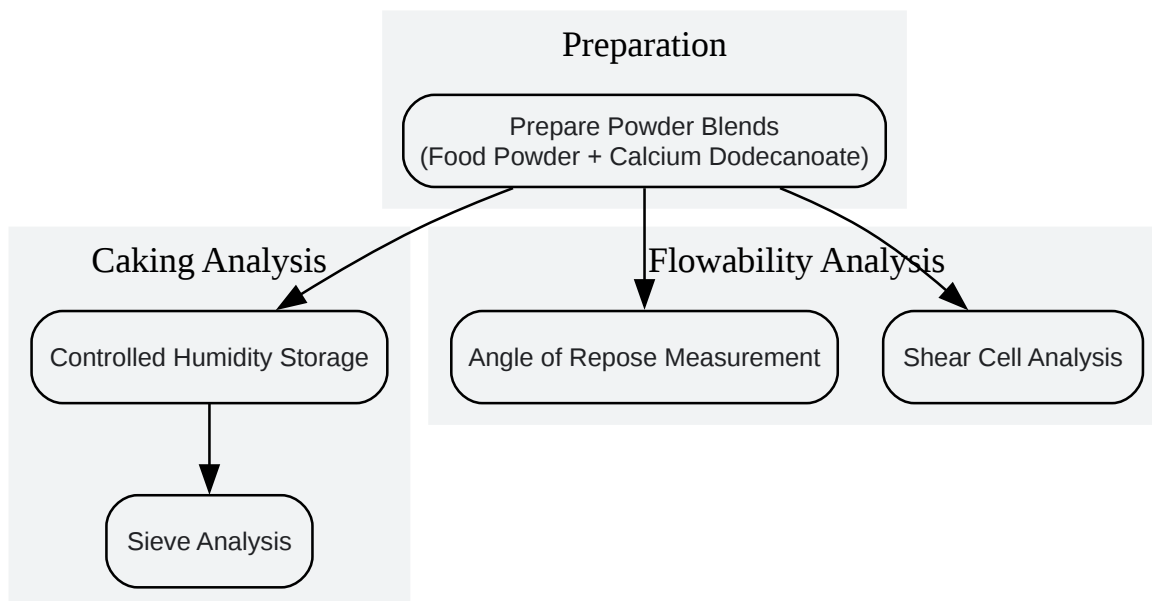 Preparation
Prepare Powder Blends
(Food Powder + Calcium Dodecanoate)
Caking Analysis
Flowability Analysis
Controlled Humidity Storage
Angle of Repose Measurement
Shear Cell Analysis
Sieve Analysis